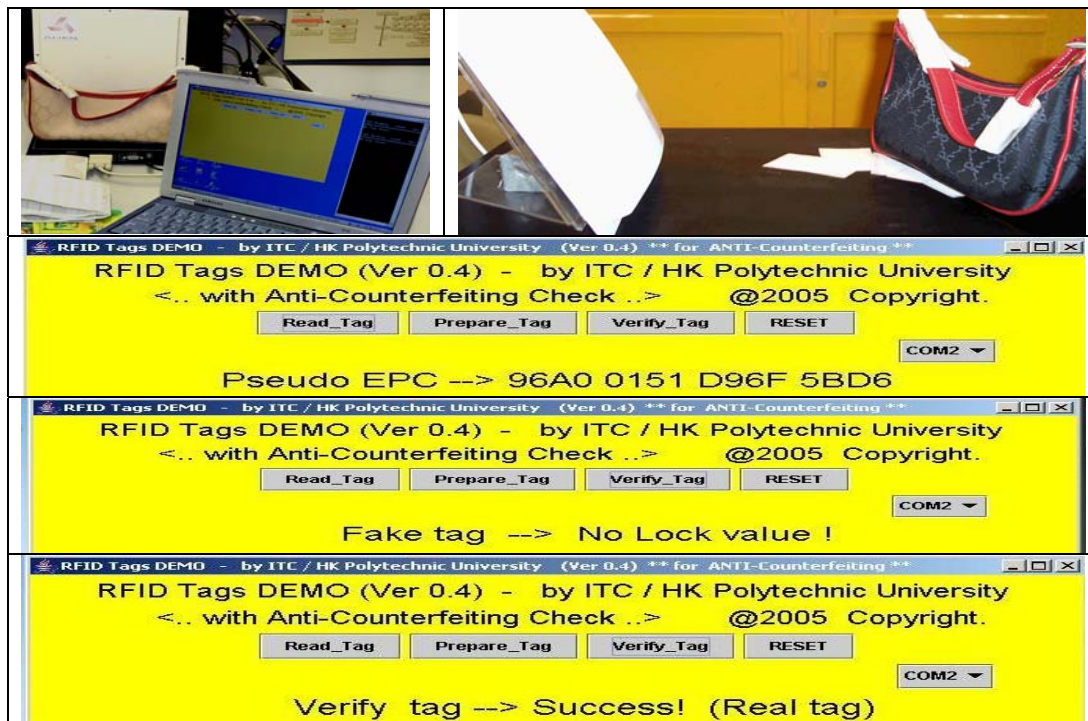 ALIEN
RFID Tags DEMO - by ITC / HK Polytechnic University (Ver 0.4) ** for ANTI-Counterfeiting **
RFID Tags DEMO (Ver 0.4) - by ITC / HK Polytechnic University
<.. with Anti-Counterfeiting Check ..> @2005 Copyright.
Read_Tag Prepare_Tag Verify_Tag RESET
COM2
Pseudo EPC --> 96A0 0151 D96F 5BD6
RFID Tags DEMO - by ITC / HK Polytechnic University (Ver 0.4) ** for ANTI-Counterfeiting **
RFID Tags DEMO (Ver 0.4) - by ITC / HK Polytechnic University
<.. with Anti-Counterfeiting Check ..> @2005 Copyright.
Read_Tag Prepare_Tag Verify_Tag RESET
COM2
Fake tag --> No Lock value !
RFID Tags DEMO - by ITC / HK Polytechnic University (Ver 0.4) ** for ANTI-Counterfeiting **
RFID Tags DEMO (Ver 0.4) - by ITC / HK Polytechnic University
<.. with Anti-Counterfeiting Check ..> @2005 Copyright.
Read_Tag Prepare_Tag Verify_Tag RESET
COM2
Verify tag --> Success! (Real tag)